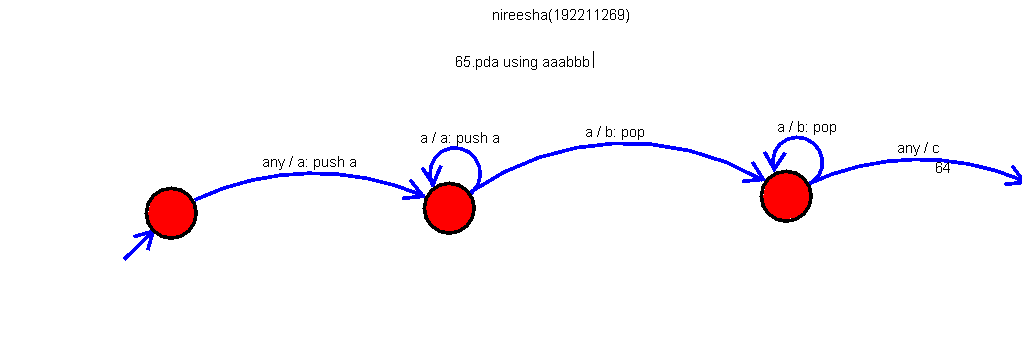 nireesha(192211269)
65.pda using aaabbb
any / a: push a
a / a: push a
a / b: pop
a / b: pop
any / c
64